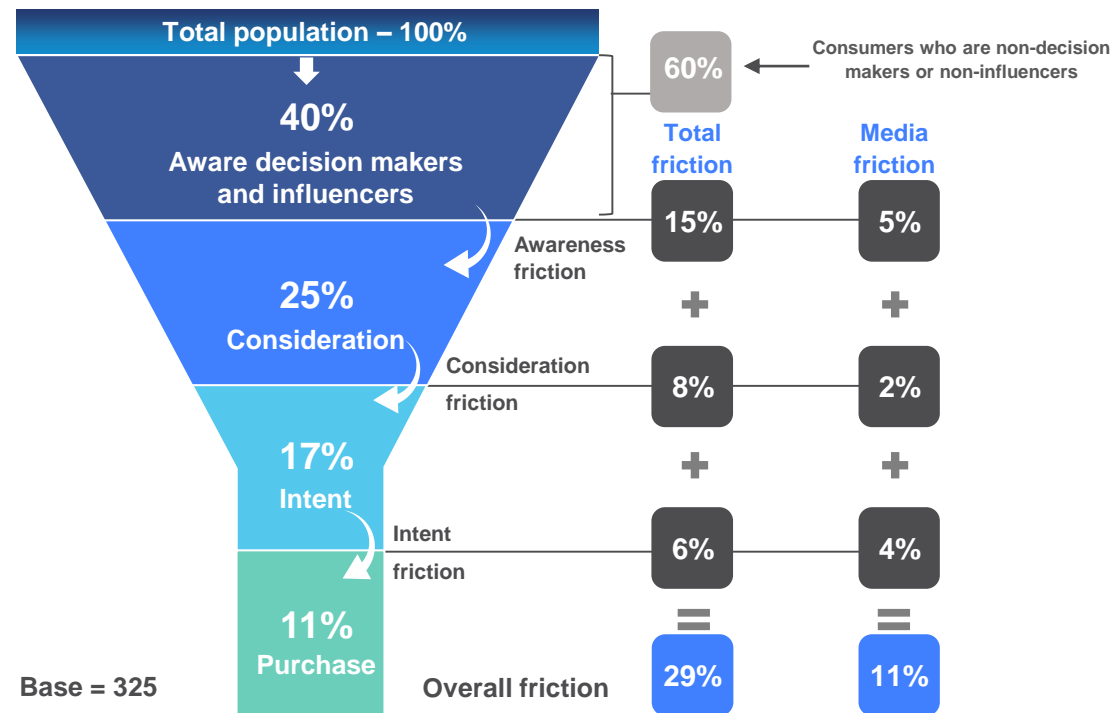 Total population – 100%
60%
Consumers who are non-decision
makers or non-influencers
40%
Aware decision makers
and influencers
Total
friction
Media
friction
15%
5%
Awareness
friction
+
+
25%
Consideration
Consideration
friction
8%
2%
+
+
17%
Intent
Intent
friction
6%
4%
=
=
11%
Purchase
Base = 325
Overall friction
29%
11%